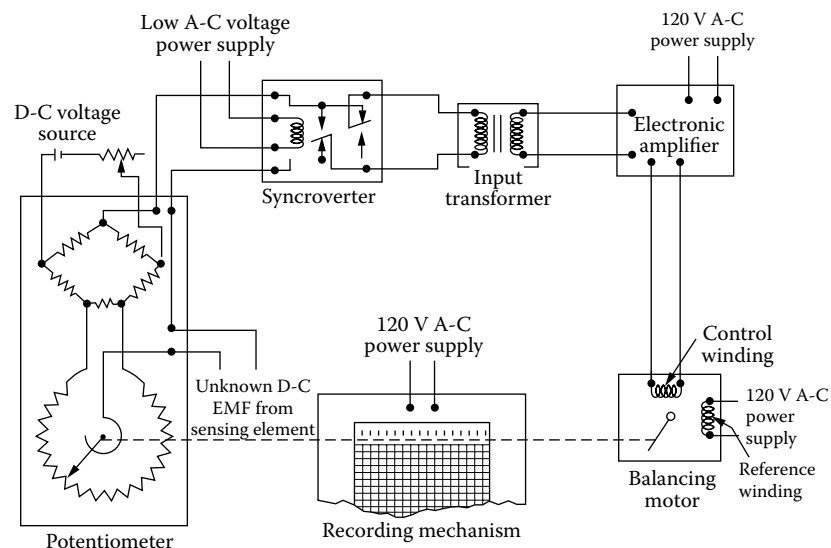 Low A-C voltage
power supply
120 V A-C
power supply
D-C voltage
source
Electronic
amplifier
Syncroverter
Input
transformer
120 V A-C
power supply
Control
winding
Unknown D-C
EMF from
sensing element
120 V A-C
power
supply
Reference
winding
Balancing
motor
Recording mechanism
Potentiometer